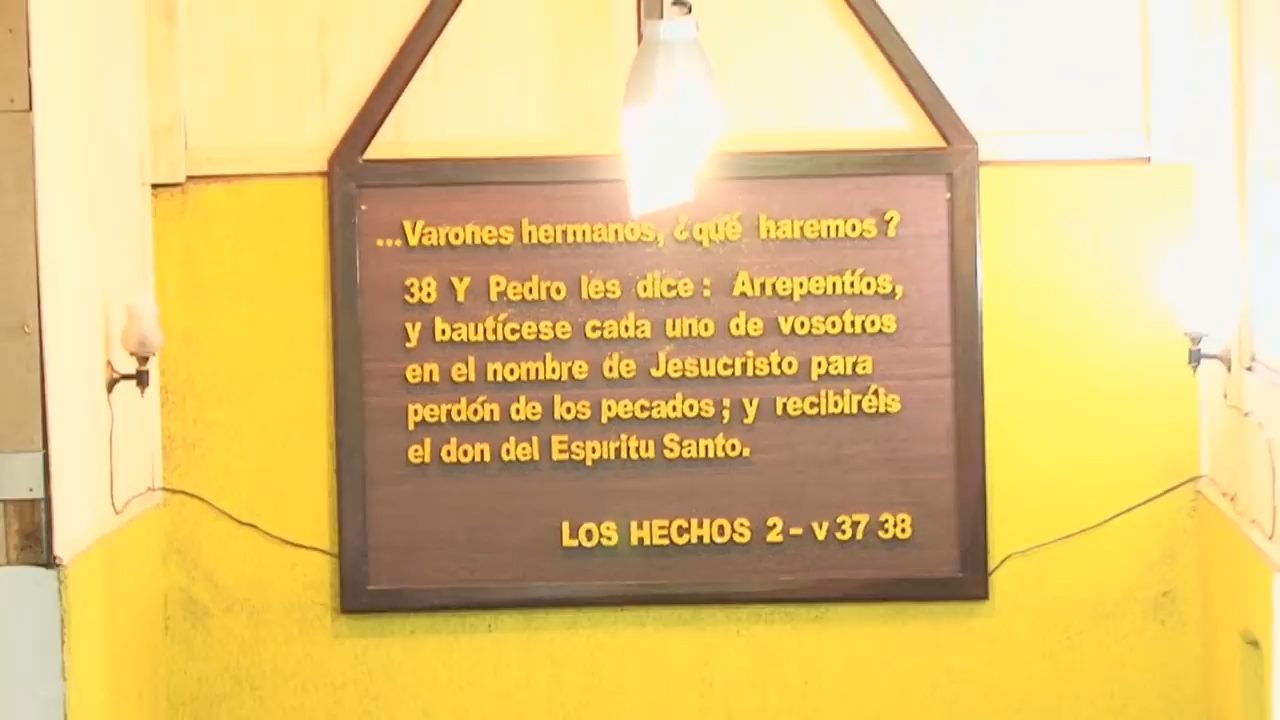 ...Varones hermanos, ¿qué haremos?
38 Y Pedro les dice: Arrepentíos,
y bautícese cada uno de vosotros
en el nombre de Jesucristo para
perdón de los pecados; y recibiréis
el don del Espíritu Santo.
LOS HECHOS 2 - v 37 38